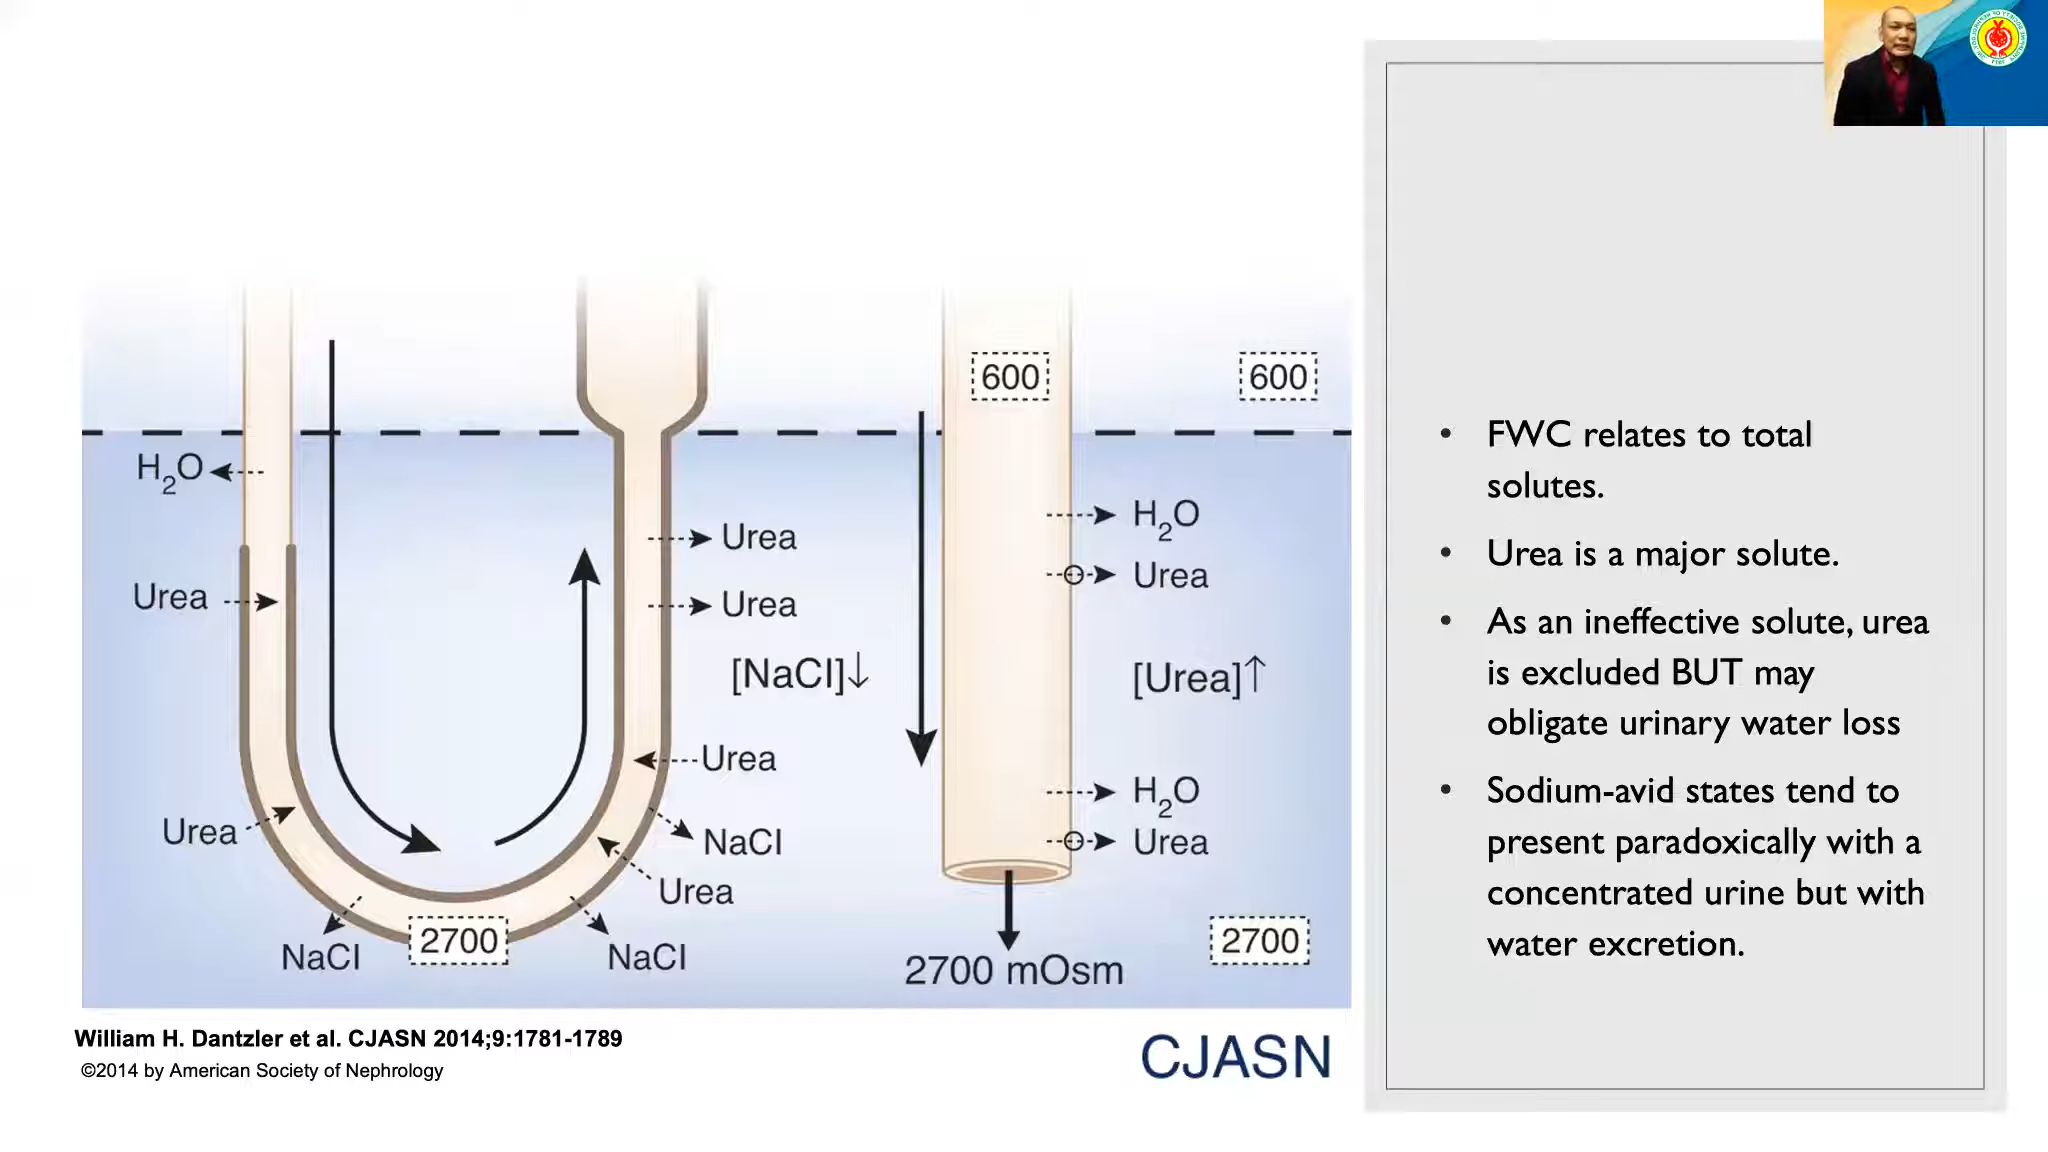 600
600
H2O
Urea
Urea
NaCl
2700
NaCl
Urea
Urea
[NaCl]↓
Urea
NaCl
Urea
H2O
Urea
[Urea]↑
H2O
Urea
2700 mOsm
2700
William H. Dantzler et al. CJASN 2014;9:1781-1789
©2014 by American Society of Nephrology
CJASN
• FWC relates to total
solutes.
• Urea is a major solute.
• As an ineffective solute, urea
is excluded BUT may
obligate urinary water loss
• Sodium-avid states tend to
present paradoxically with a
concentrated urine but with
water excretion.